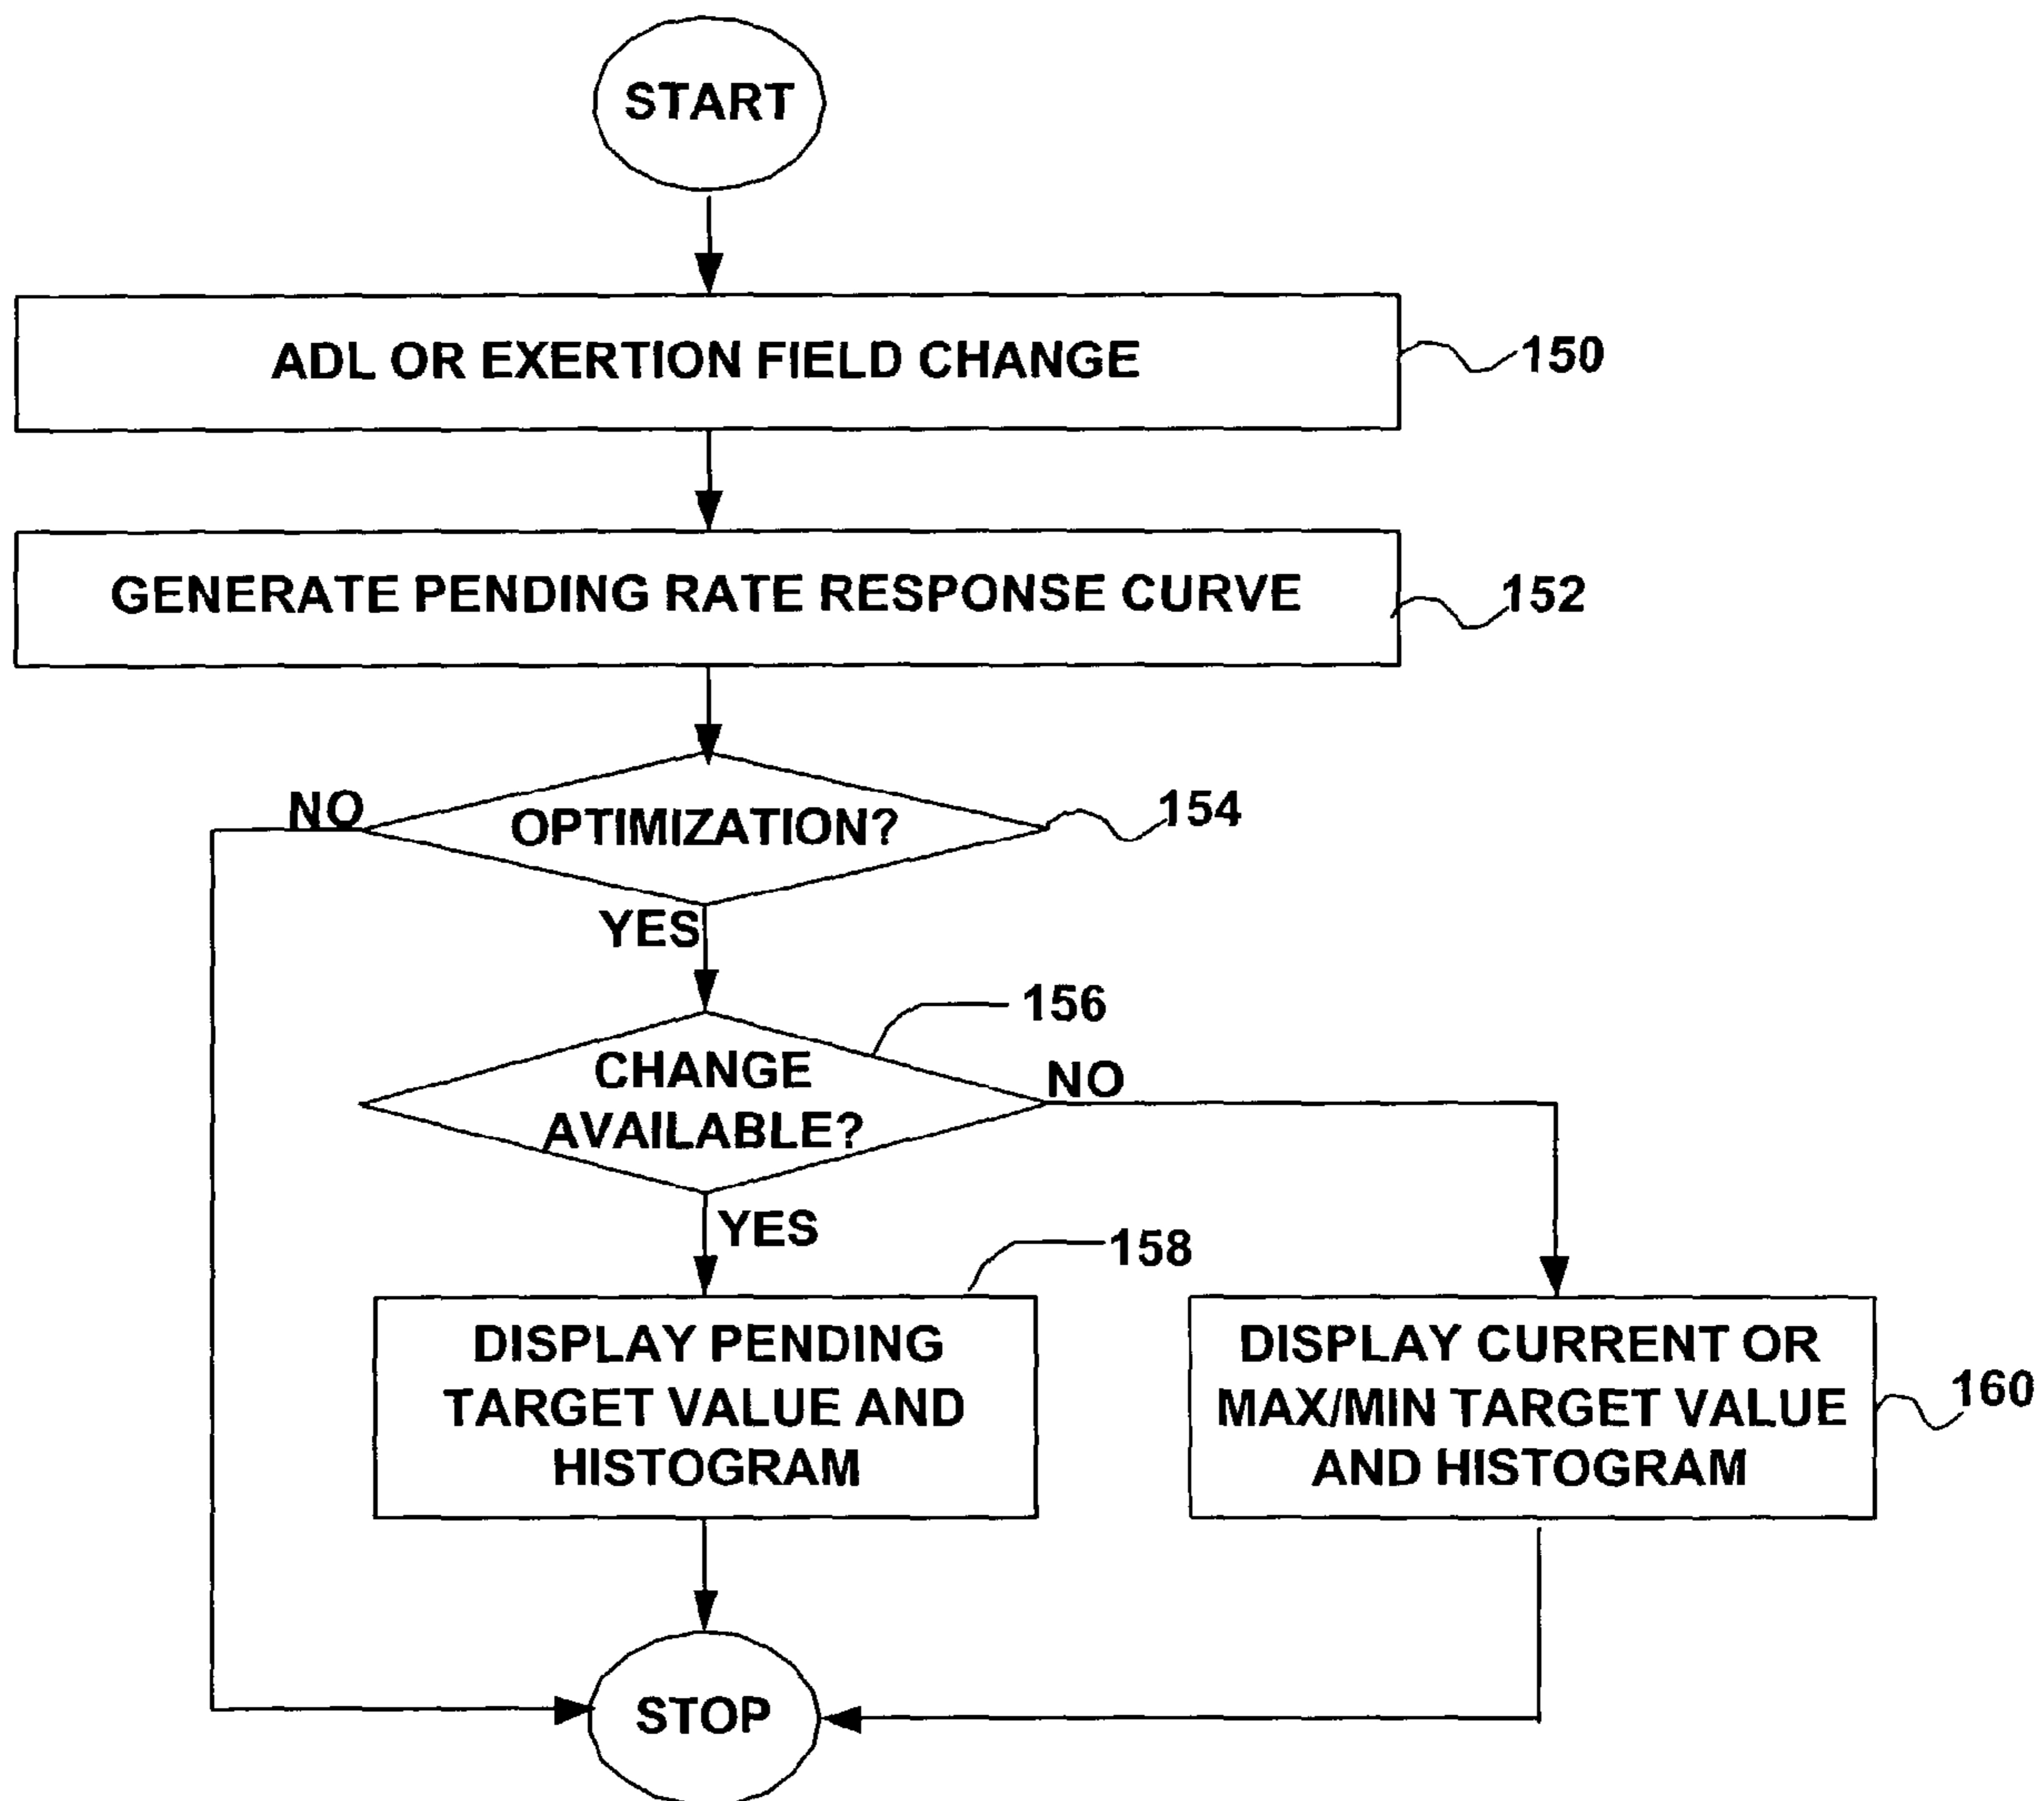 START
ADL OR EXERTION FIELD CHANGE
150
GENERATE PENDING RATE RESPONSE CURVE
152
NO
OPTIMIZATION?
154
YES
156
CHANGE
AVAILABLE?
NO
YES
158
DISPLAY PENDING
TARGET VALUE AND
HISTOGRAM
DISPLAY CURRENT OR
MAX/MIN TARGET VALUE
AND HISTOGRAM
160
STOP